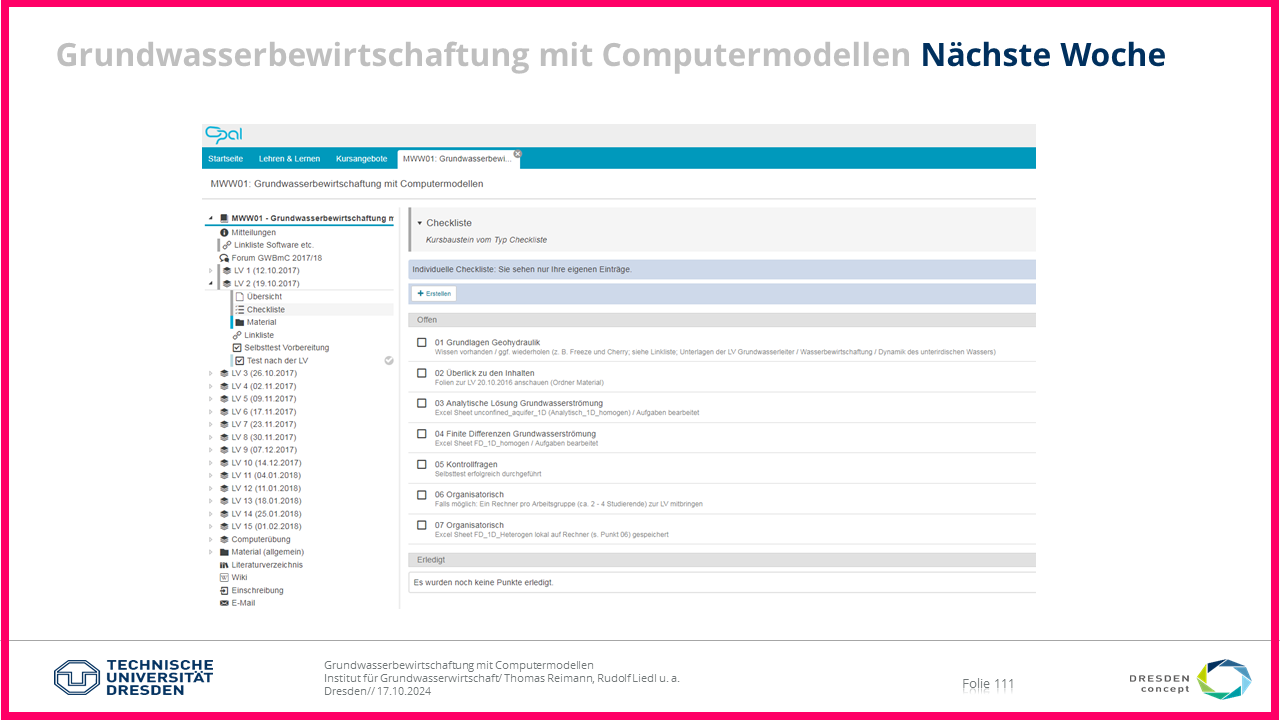 Grundwasserbewirtschaftung mit Computermodellen Nächste Woche
Opal
Startseite Lehren & Lernen Kursangebote MWW01: Grundwasserbewi...
MWW01: Grundwasserbewirtschaftung mit Computermodellen
MWW01 - Grundwasserbewirtschaftung m
Mitteilungen
Linkliste Software etc.
Forum GWBmC 2017/18
LV 1 (12.10.2017)
LV 2 (19.10.2017)
Übersicht
Checkliste
Material
Linkliste
Selbsttest Vorbereitung
Test nach der LV
LV 3 (26.10.2017)
LV 4 (02.11.2017)
LV 5 (09.11.2017)
LV 6 (17.11.2017)
LV 7 (23.11.2017)
LV 8 (30.11.2017)
LV 9 (07.12.2017)
LV 10 (14.12.2017)
LV 11 (04.01.2018)
LV 12 (11.01.2018)
LV 13 (18.01.2018)
LV 14 (25.01.2018)
LV 15 (01.02.2018)
Computerübung
Material (allgemein)
Literaturverzeichnis
Wiki
Einschreibung
E-Mail
Checkliste
Kursbaustein vom Typ Checkliste
Individuelle Checkliste: Sie sehen nur Ihre eigenen Einträge.
Erstellen
Offen
01 Grundlagen Geohydraulik
Wissen vorhanden / ggf. wiederholen (z. B. Freeze und Cherry; siehe Linkliste; Unterlagen der LV Grundwasserleiter / Wasserbewirtschaftung / Dynamik des unterirdischen Wassers)
02 Überlick zu den Inhalten
Folien zur LV 20.10.2016 anschauen (Ordner Material)
03 Analytische Lösung Grundwasserströmung
Excel Sheet unconfined_aquifer_1D (Analytisch_1D_homogen) / Aufgaben bearbeitet
04 Finite Differenzen Grundwasserströmung
Excel Sheet FD_1D_homogen / Aufgaben bearbeitet
05 Kontrollfragen
Selbsttest erfolgreich durchgeführt
06 Organisatorisch
Falls möglich: Ein Rechner pro Arbeitsgruppe (ca. 2 - 4 Studierende) zur LV mitbringen
07 Organisatorisch
Excel Sheet FD_1D_Heterogen lokal auf Rechner (s. Punkt 06) gespeichert
Erledigt
Es wurden noch keine Punkte erledigt.
TECHNISCHE
UNIVERSITÄT
DRESDEN
Grundwasserbewirtschaftung mit Computermodellen
Institut für Grundwasserwirtschaft/ Thomas Reimann, Rudolf Liedl u. a.
Dresden// 17.10.2024
Folie 111
DRESDEN
concept